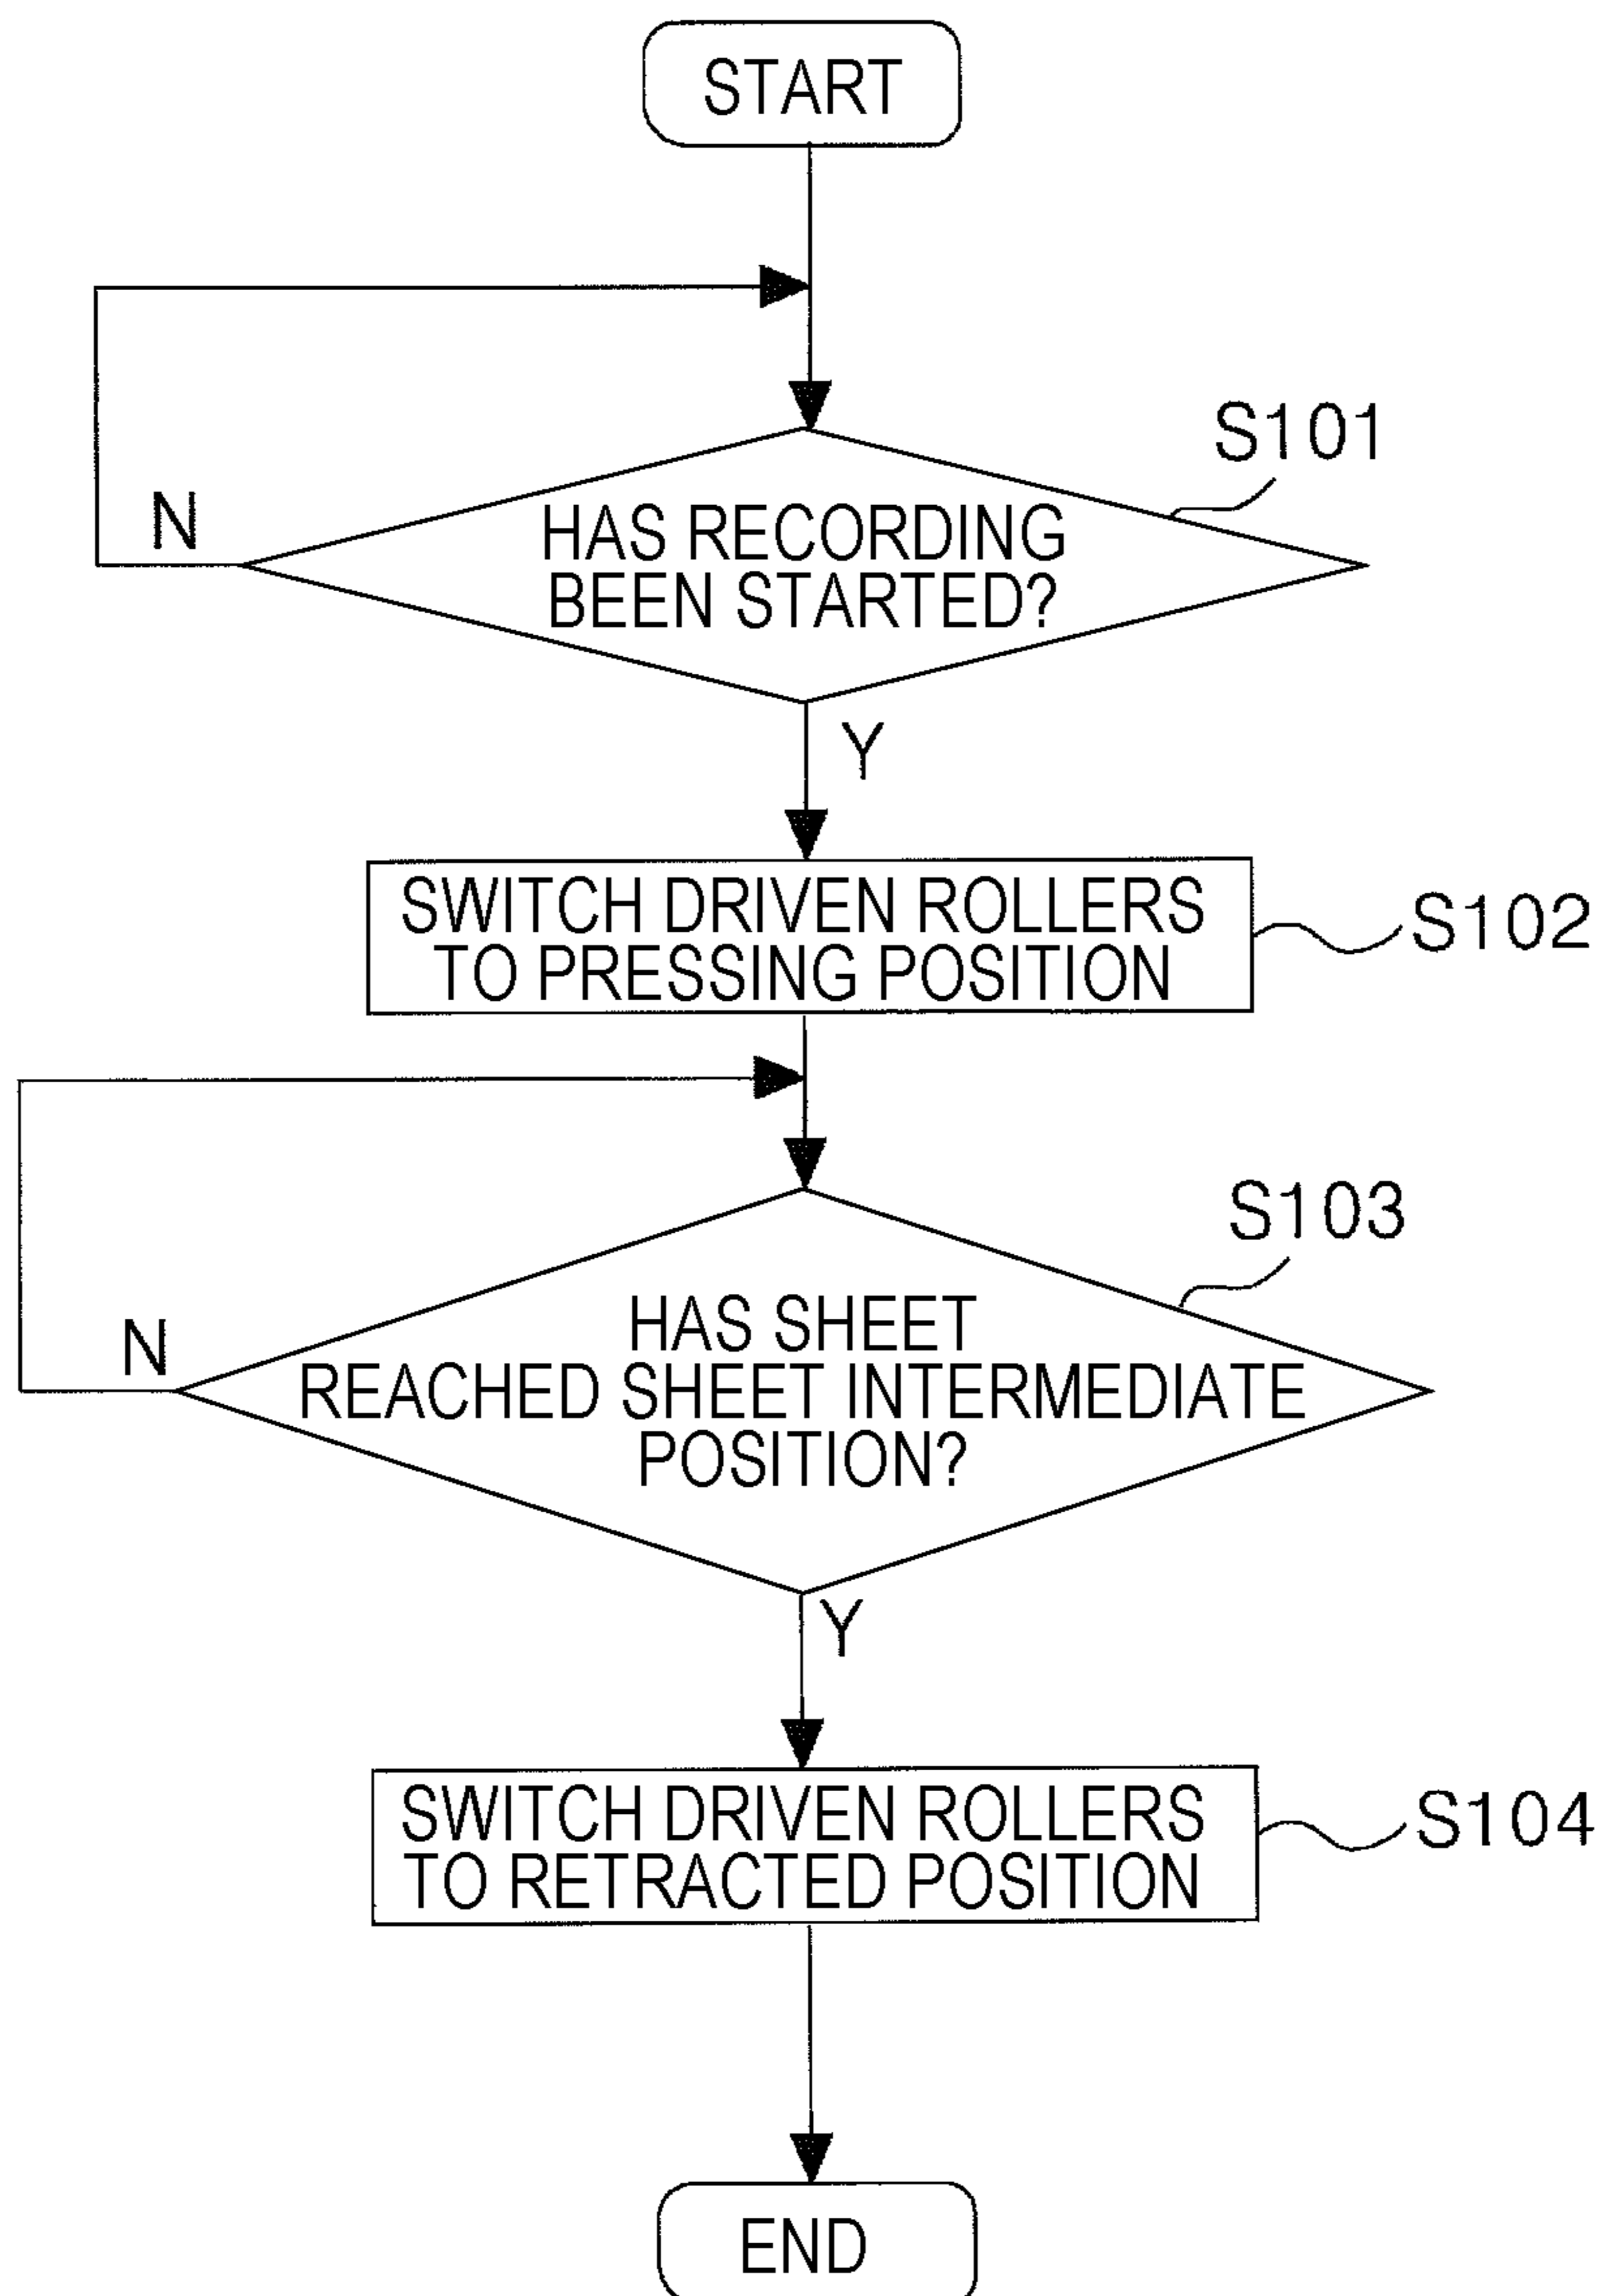 START
S101
N
HAS RECORDING
BEEN STARTED?
Y
SWITCH DRIVEN ROLLERS
TO PRESSING POSITION
S102
S103
N
HAS SHEET
REACHED SHEET INTERMEDIATE
POSITION?
Y
SWITCH DRIVEN ROLLERS
TO RETRACTED POSITION
S104
END